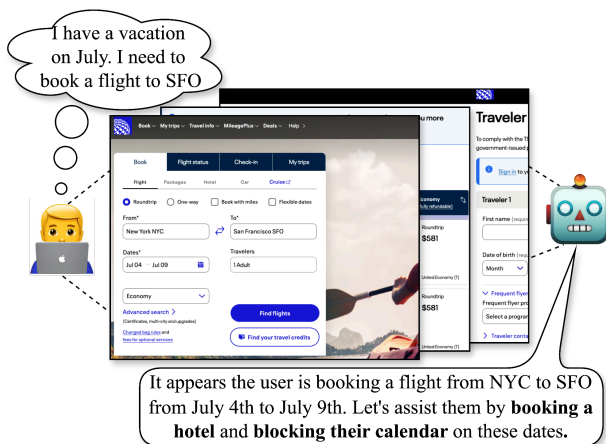 I have a vacation
on July. I need to
book a flight to SFO
Book My trips Travel info MileagePlus Deals Help >
Book Flight status Check-in My trips
Flight Packages Hotel Car Cruise
Roundtrip One-way Book with miles Flexible dates
From* To*
New York NYC San Francisco SFO
Dates* Travelers
Jul 04 - Jul 09 1 Adult
Economy
Advanced search >
(Certificates, multi-city and upgrades)
Find flights
Changed bag rules and
fees for optional services
Find your travel credits
you more
(fully refundable)
Roundtrip
$581
United Economy (T)
Roundtrip
$581
United Economy (T)
Traveler
To comply with the
government-issued
Sign in to
Traveler 1
First name
Date of birth
Month
Frequent flyer
Frequent flyer
Select a
Traveler
It appears the user is booking a flight from NYC to SFO
from July 4th to July 9th. Let's assist them by booking a
hotel and blocking their calendar on these dates.